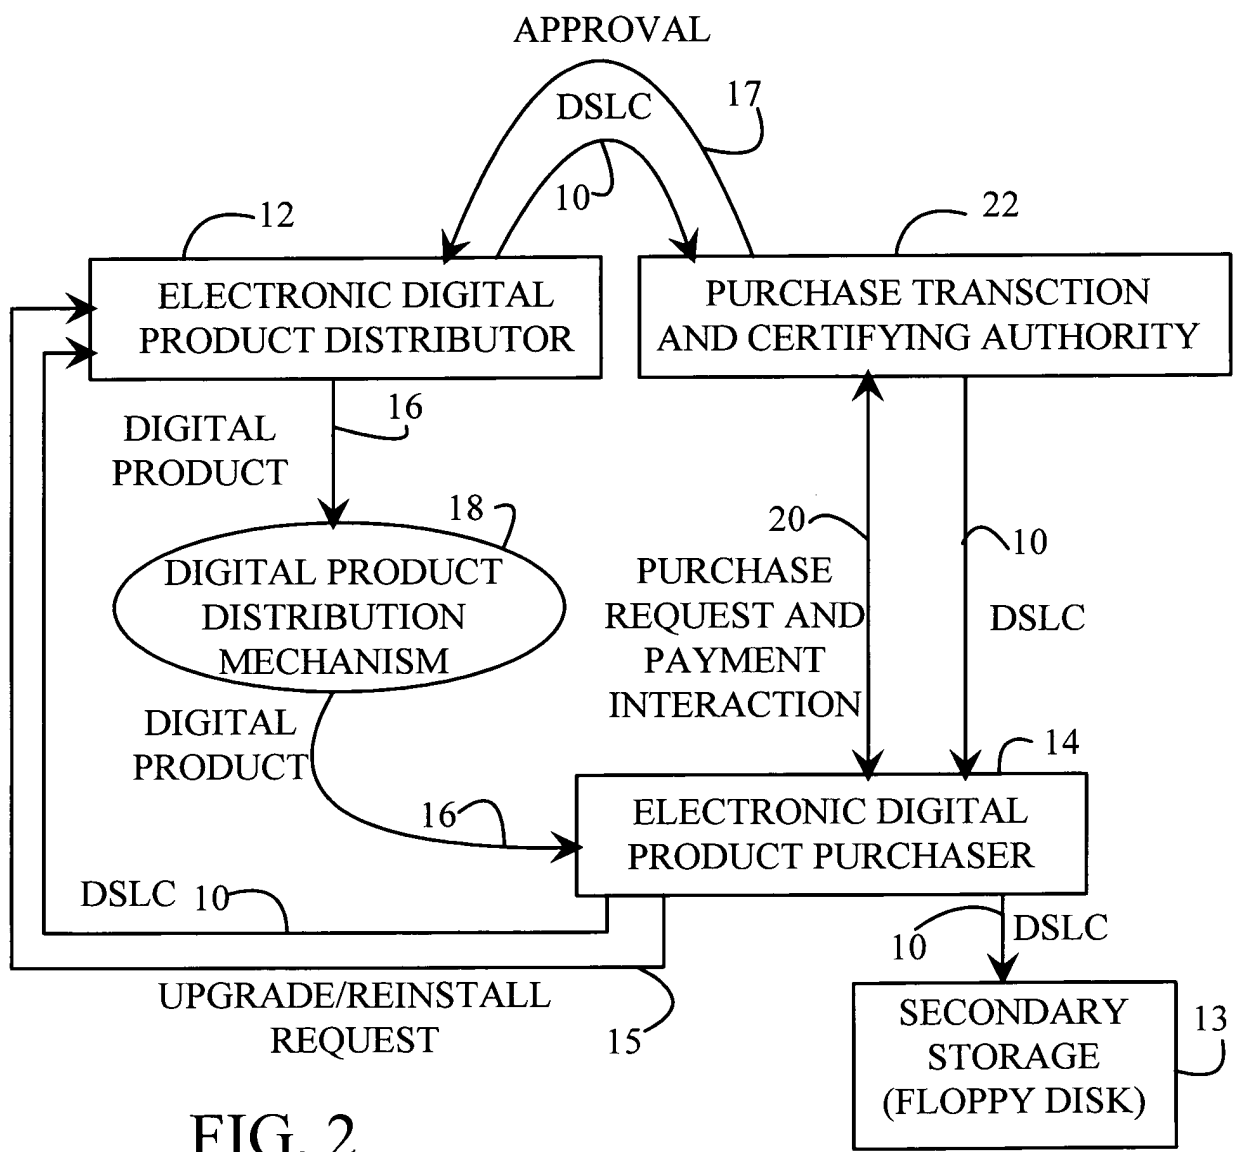 APPROVAL
DSLC
17
10
12
22
ELECTRONIC DIGITAL
PRODUCT DISTRIBUTOR
PURCHASE TRANSCTION
AND CERTIFYING AUTHORITY
16
DIGITAL
PRODUCT
18
20
10
DIGITAL PRODUCT
DISTRIBUTION
MECHANISM
PURCHASE
REQUEST AND
PAYMENT
INTERACTION
DSLC
DIGITAL
PRODUCT
14
16
ELECTRONIC DIGITAL
PRODUCT PURCHASER
DSLC 10
10
DSLC
UPGRADE/REINSTALL
REQUEST
15
SECONDARY
STORAGE
(FLOPPY DISK)
13
FIG. 2